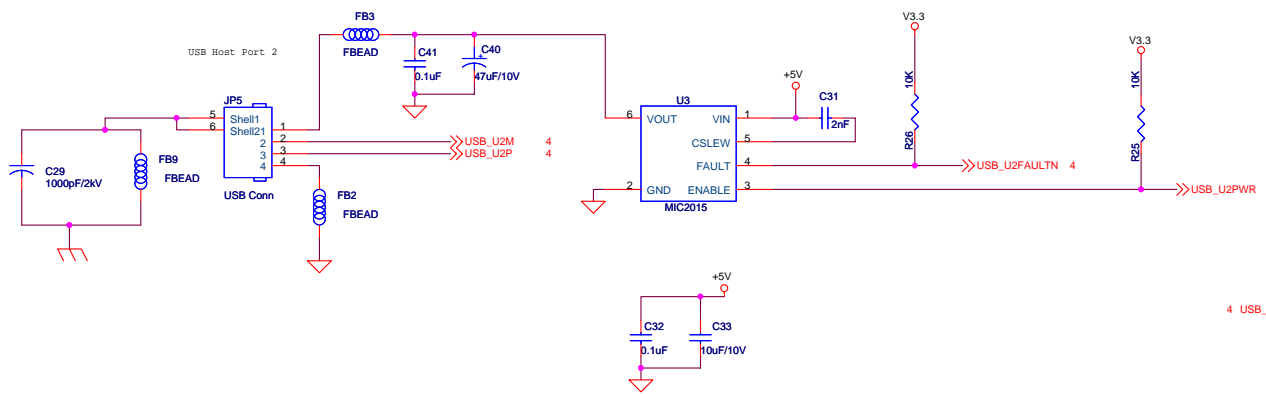 V3.3
V3.3
FB3
USB Host Port 2
FBEAD
C41
0.1uF
C40
+
47uF/10V
10K
10K
+5V
C31
2nF
JP5
5
6
Shell1
Shell21
2
3
4
1
2
3
4
USB Conn
USB_U2M 4
USB_U2P 4
U3
6 VOUT VIN 1
CSLEW 5
FAULT 4
2 GND ENABLE 3
MIC2015
R26
R25
USB_U2FAULTN 4
USB_U2PWR
C29
1000pF/2kV
FB9
FBEAD
FB2
FBEAD
+5V
C32
0.1uF
C33
10uF/10V
4 USB_